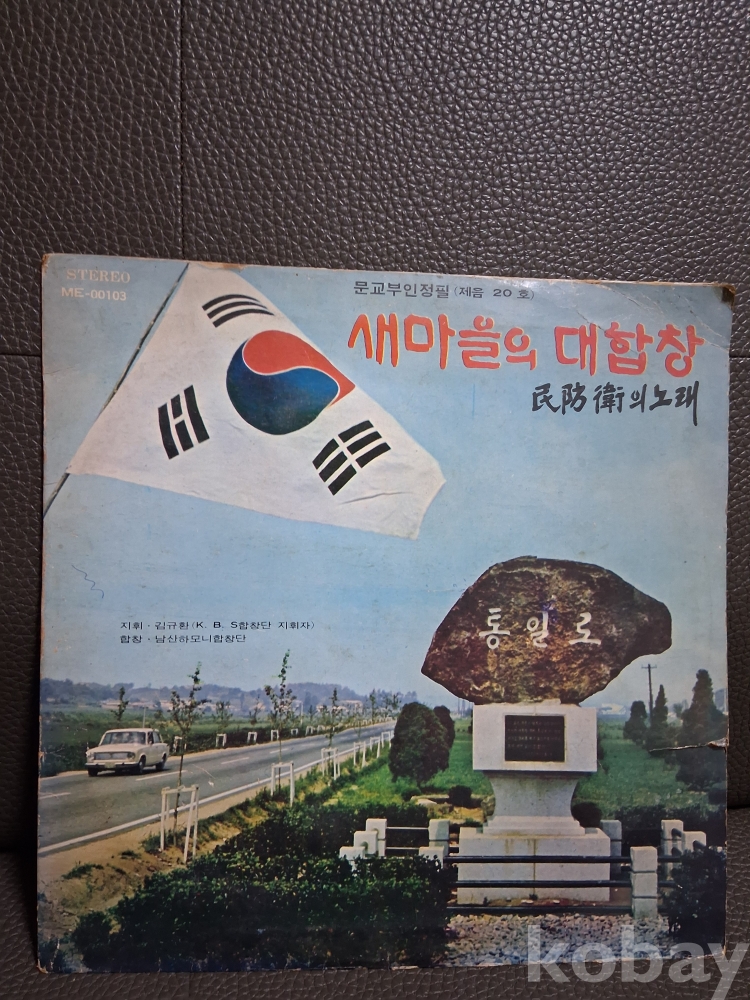 STEREO
ME-00103
문교부인정필 (제음 20 호)
새마을의 대합창
民防衛의노래
지휘·김규환(K. B. S합창단 지휘자)
합창·남산하모니합창단
통일로
kobay